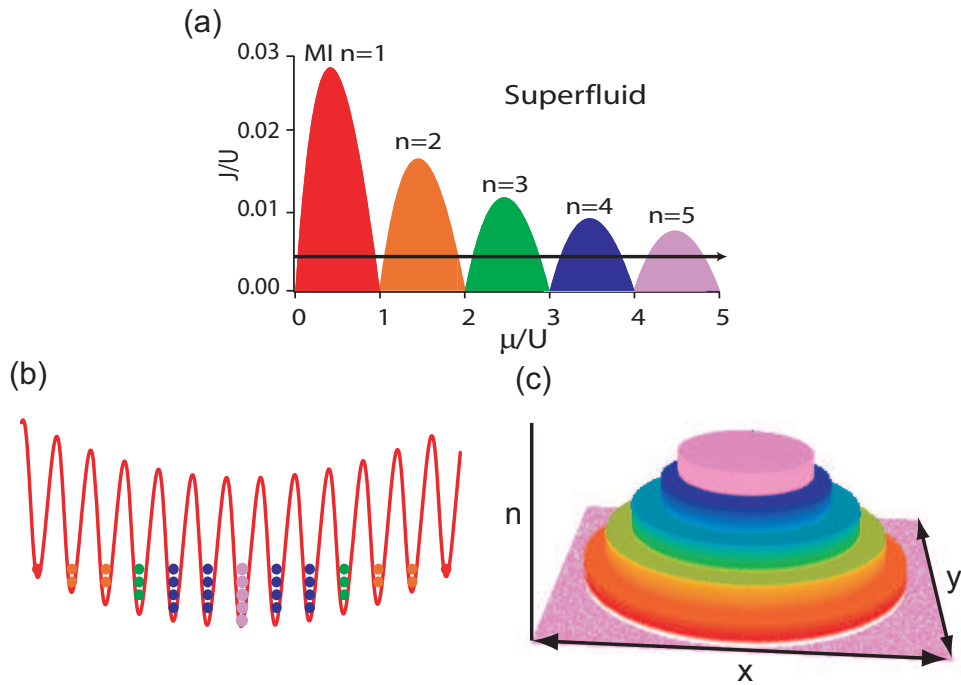 (a)
0.03
MI n=1
Superfluid
0.02
n=2
J/U
n=3
0.01
n=4
n=5
0.00
0 1 2 3 4 5
μ/U
(b)
(c)
n
y
x